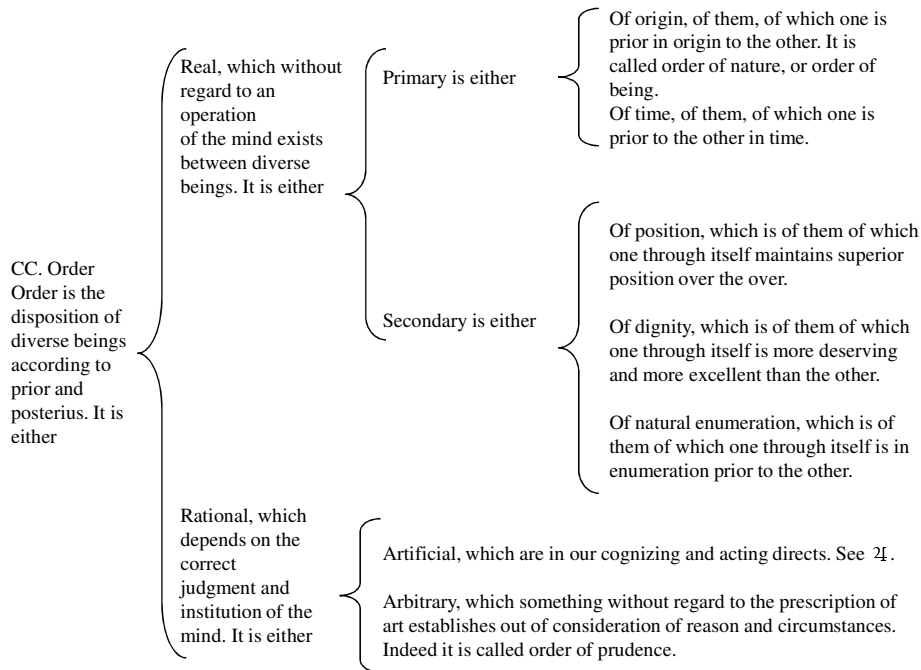 CC. Order
Order is the
disposition of
diverse beings
according to
prior and
posterius. It is
either
Real, which without
regard to an
operation
of the mind exists
between diverse
beings. It is either
Primary is either
Of origin, of them, of which one is
prior in origin to the other. It is
called order of nature, or order of
being.
Of time, of them, of which one is
prior to the other in time.
Secondary is either
Of position, which is of them of which
one through itself maintains superior
position over the over.
Of dignity, which is of them of which
one through itself is more deserving
and more excellent than the other.
Of natural enumeration, which is of
them of which one through itself is in
enumeration prior to the other.
Rational, which
depends on the
correct
judgment and
institution of the
mind. It is either
Artificial, which are in our cognizing and acting directs. See ♃.
Arbitrary, which something without regard to the prescription of
art establishes out of consideration of reason and circumstances.
Indeed it is called order of prudence.